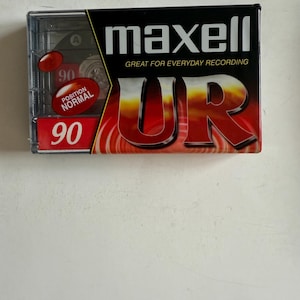 maxell
GREAT FOR EVERYDAY RECORDING
90
POSITION
NORMAL
UR
90